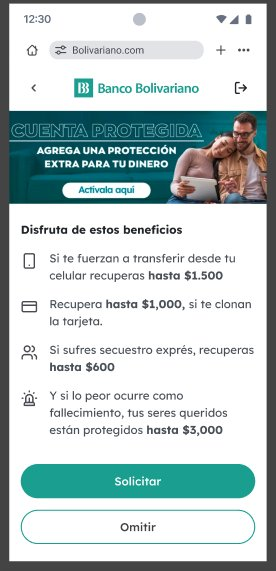 12:30
Bolivariano.com
Banco Bolivariano
CUENTA PROTEGIDA
AGREGA UNA PROTECCIÓN
EXTRA PARA TU DINERO
Actívala aquí
Disfruta de estos beneficios
Si te fuerzan a transferir desde tu
celular recuperas hasta $1.500
Recupera hasta $1,000, si te clonan
la tarjeta.
Si sufres secuestro exprés, recuperas
hasta $600
Y si lo peor ocurre como
fallecimiento, tus seres queridos
están protegidos hasta $3,000
Solicitar
Omitir